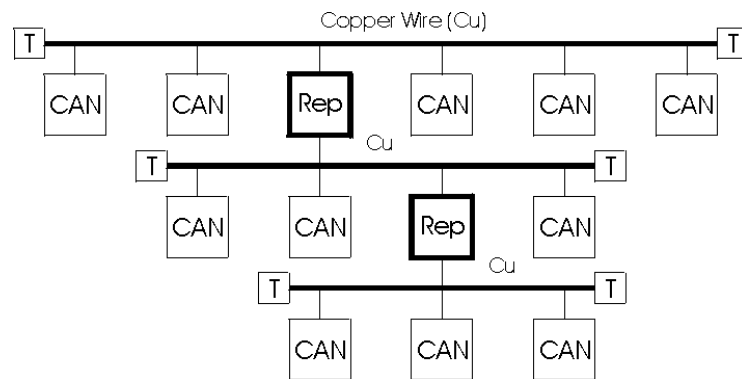 Copper Wire (Cu)
T T
CAN CAN Rep CAN CAN CAN
Cu
T T
CAN CAN Rep CAN
Cu
T T
CAN CAN CAN